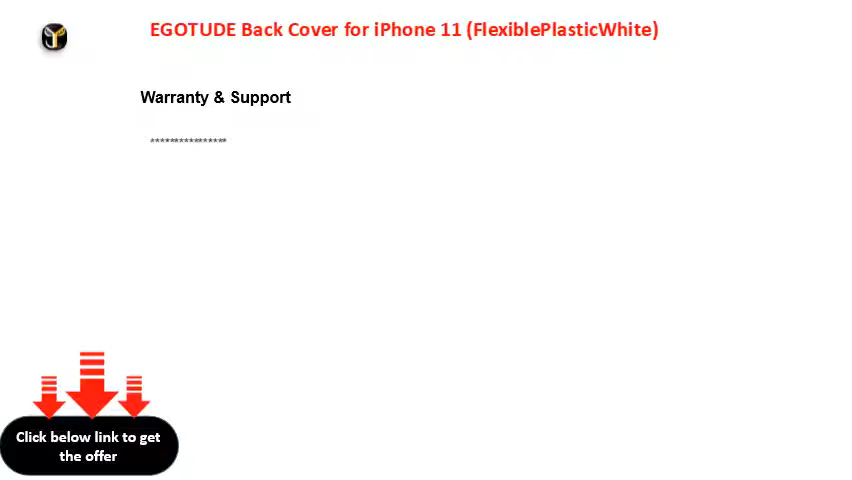 EGOTUDE Back Cover for iPhone 11 (FlexiblePlasticWhite)
Warranty & Support
****************
Click below link to get
the offer